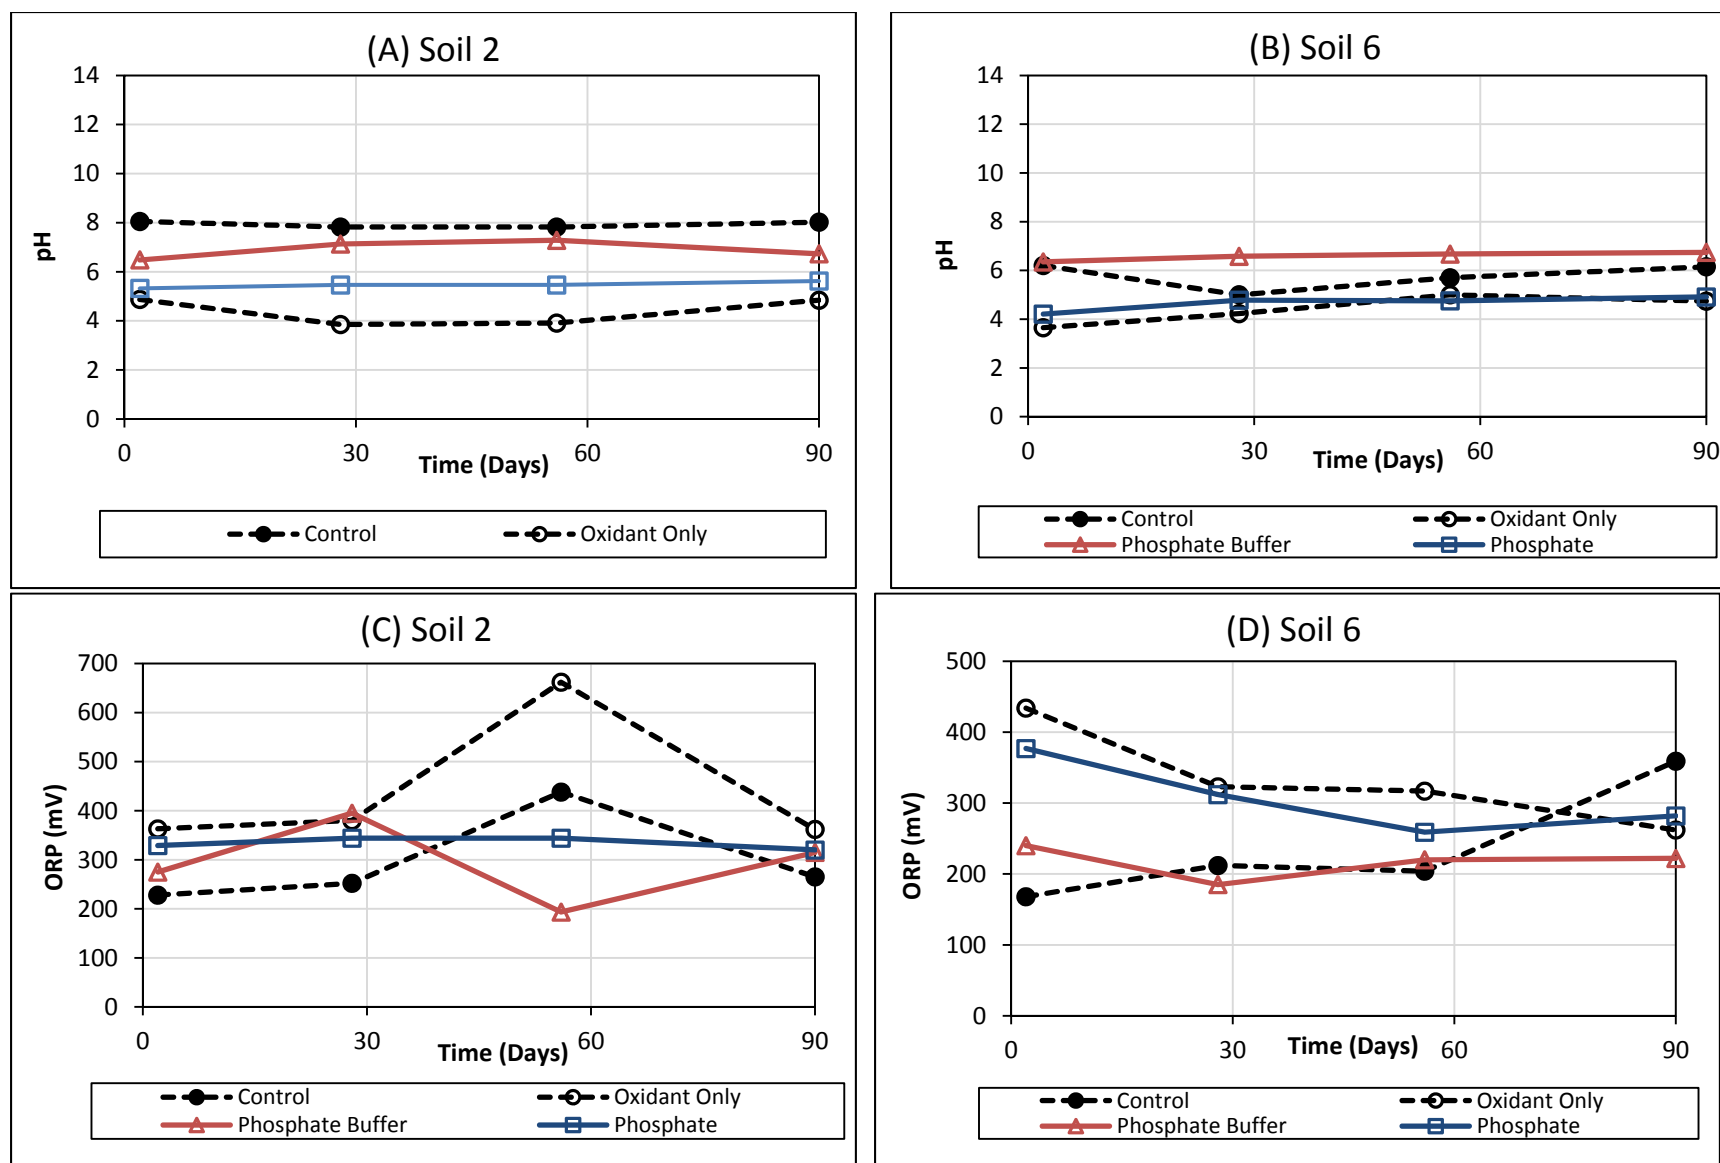 (A) Soil 2
14
12
10
8
6
4
2
0
pH
0 30 60 90
Time (Days)
Control Oxidant Only
(B) Soil 6
14
12
10
8
6
4
2
0
pH
0 30 60 90
Time (Days)
Control Oxidant Only
Phosphate Buffer Phosphate
(C) Soil 2
700
600
500
400
300
200
100
0
ORP (mV)
0 30 60 90
Time (Days)
Control Oxidant Only
Phosphate Buffer Phosphate
(D) Soil 6
500
400
300
200
100
0
ORP (mV)
0 30 60 90
Time (Days)
Control Oxidant Only
Phosphate Buffer Phosphate